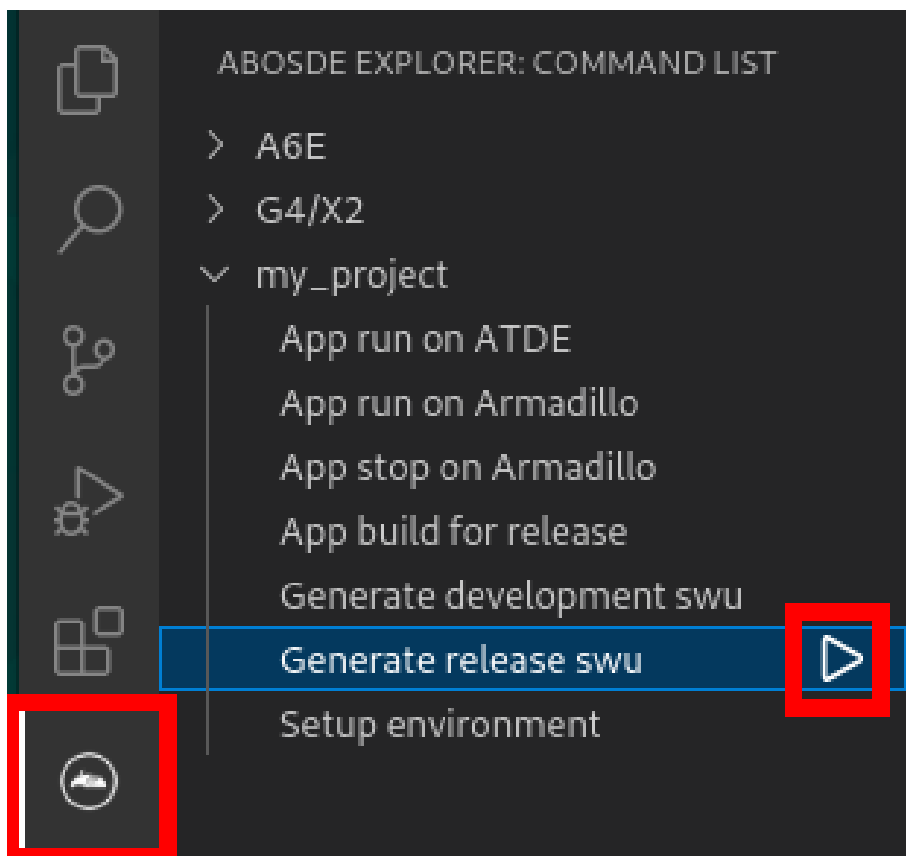 ABOSDE EXPLORER: COMMAND LIST
A6E
G4/X2
my_project
App run on ATDE
App run on Armadillo
App stop on Armadillo
App build for release
Generate development swu
Generate release swu
Setup environment